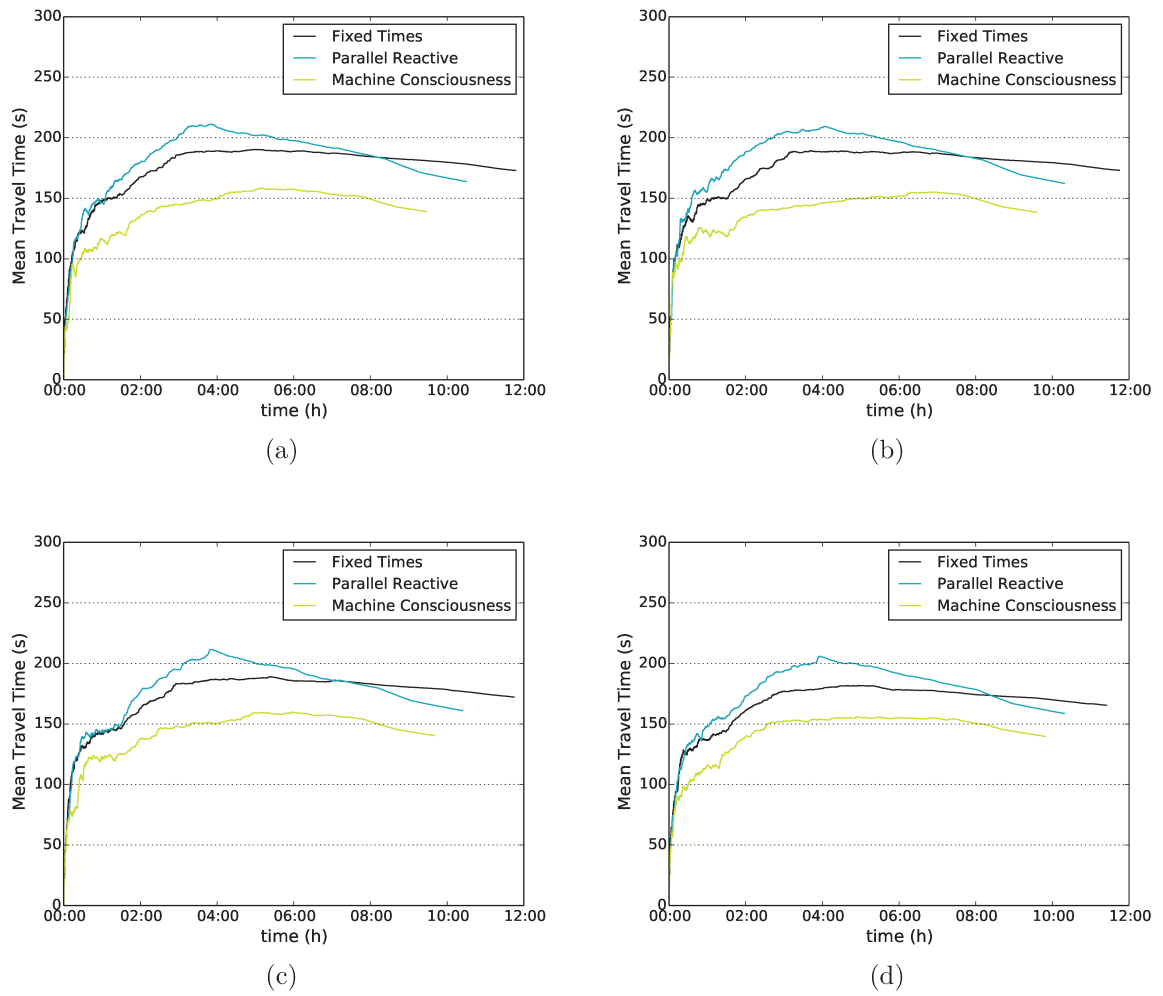 300
250
200
150
100
50
0
Mean Travel Time (s)
Fixed Times
Parallel Reactive
Machine Consciousness
00:00 02:00 04:00 06:00 08:00 10:00 12:00
time (h)
(a)
300
250
200
150
100
50
0
Mean Travel Time (s)
Fixed Times
Parallel Reactive
Machine Consciousness
00:00 02:00 04:00 06:00 08:00 10:00 12:00
time (h)
(b)
300
250
200
150
100
50
0
Mean Travel Time (s)
Fixed Times
Parallel Reactive
Machine Consciousness
00:00 02:00 04:00 06:00 08:00 10:00 12:00
time (h)
(c)
300
250
200
150
100
50
0
Mean Travel Time (s)
Fixed Times
Parallel Reactive
Machine Consciousness
00:00 02:00 04:00 06:00 08:00 10:00 12:00
time (h)
(d)